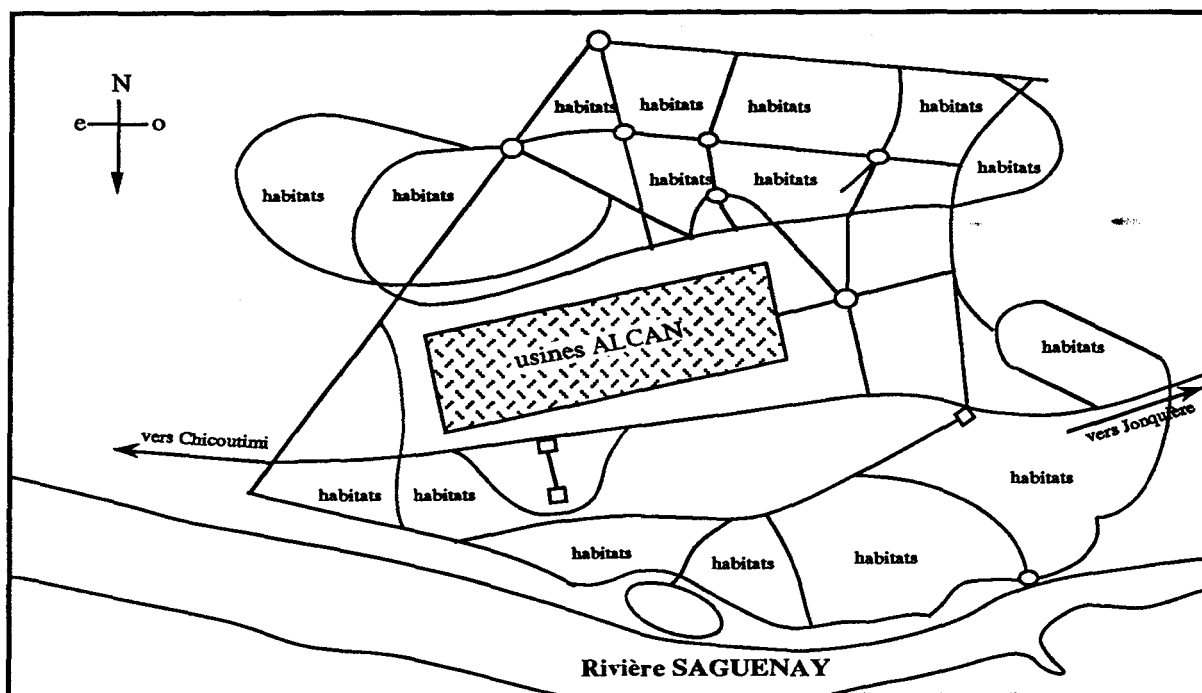 N
e o
habitats
habitats
habitats
habitats
habitats
habitats
habitats
habitats
habitats
usines ALCAN
habitats
vers Chicoutimi
vers Jonquière
habitats
habitats
habitats
habitats
habitats
habitats
Rivière SAGUENAY